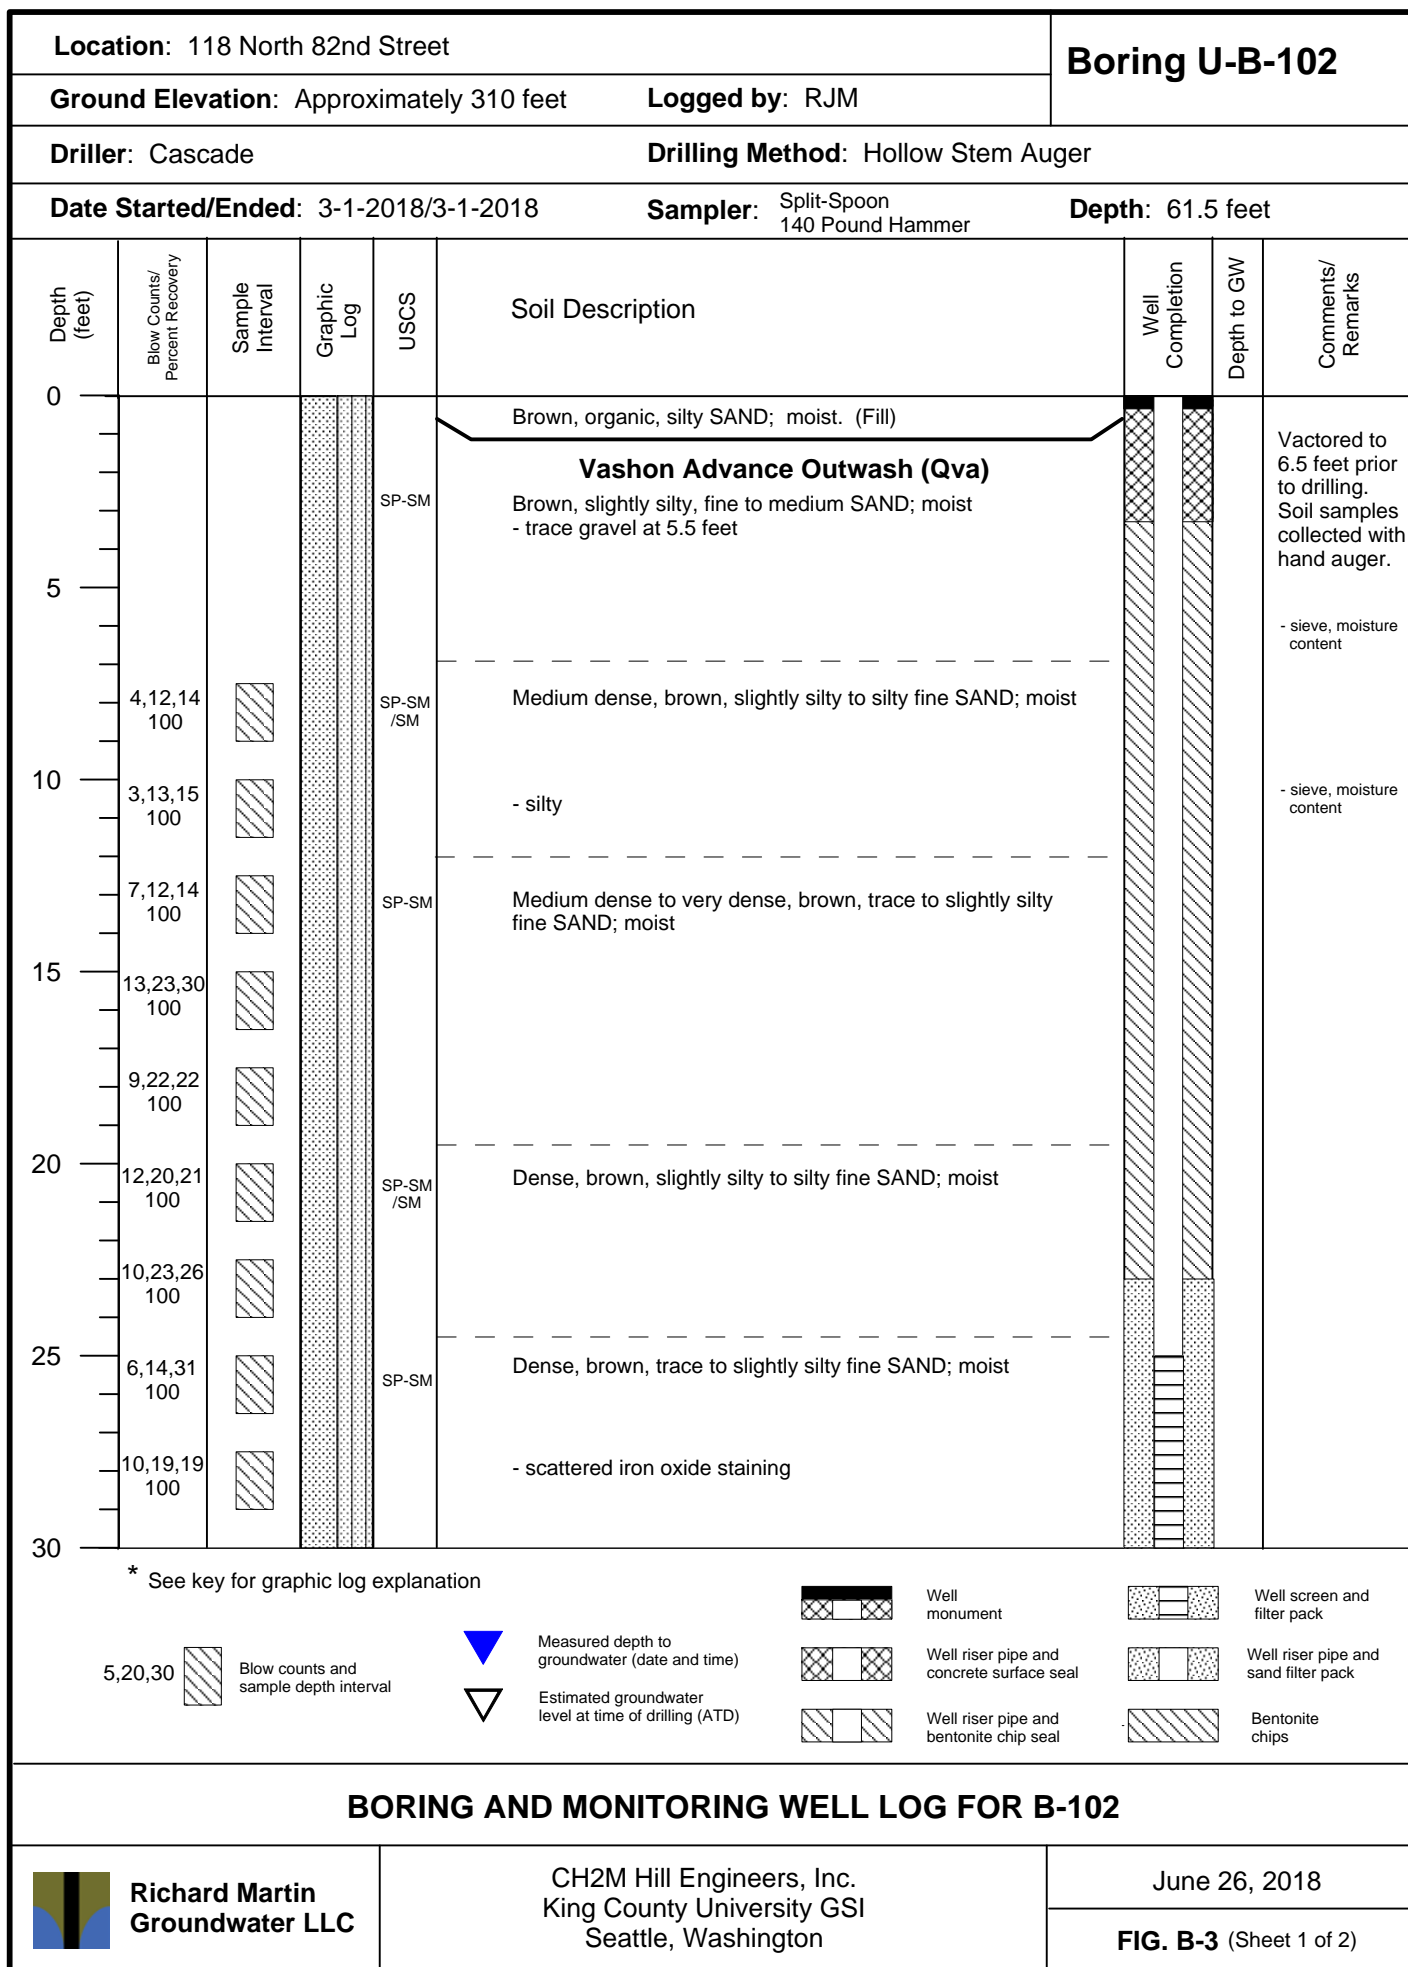 Location: 118 North 82nd Street
Boring U-B-102
Ground Elevation: Approximately 310 feet
Logged by: RJM
Driller: Cascade
Drilling Method: Hollow Stem Auger
Date Started/Ended: 3-1-2018/3-1-2018
Sampler: Split-Spoon
140 Pound Hammer
Depth: 61.5 feet
Depth
(feet)
Blow Counts/
Percent Recovery
Sample
Interval
Graphic
Log
USCS
Soil Description
Well
Completion
Depth to GW
Comments/
Remarks
0
Brown, organic, silty SAND; moist. (Fill)
Vashon Advance Outwash (Qva)
SP-SM
Brown, slightly silty, fine to medium SAND; moist
- trace gravel at 5.5 feet
Vactored to
6.5 feet prior
to drilling.
Soil samples
collected with
hand auger.
5
- sieve, moisture
content
4,12,14
100
SP-SM
/SM
Medium dense, brown, slightly silty to silty fine SAND; moist
10
3,13,15
100
- silty
- sieve, moisture
content
7,12,14
100
SP-SM
Medium dense to very dense, brown, trace to slightly silty
fine SAND; moist
15
13,23,30
100
9,22,22
100
20
12,20,21
100
SP-SM
/SM
Dense, brown, slightly silty to silty fine SAND; moist
10,23,26
100
25
6,14,31
100
SP-SM
Dense, brown, trace to slightly silty fine SAND; moist
10,19,19
100
- scattered iron oxide staining
30
* See key for graphic log explanation
5,20,30
Blow counts and
sample depth interval
Measured depth to
groundwater (date and time)
Estimated groundwater
level at time of drilling (ATD)
Well
monument
Well riser pipe and
concrete surface seal
Well riser pipe and
bentonite chip seal
Well screen and
filter pack
Well riser pipe and
sand filter pack
Bentonite
chips
BORING AND MONITORING WELL LOG FOR B-102
Richard Martin
Groundwater LLC
CH2M Hill Engineers, Inc.
King County University GSI
Seattle, Washington
June 26, 2018
FIG. B-3 (Sheet 1 of 2)